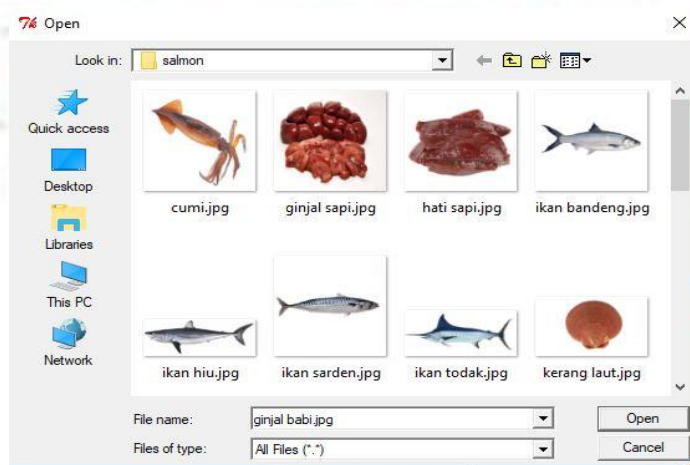 Open
Look in: salmon
Quick access
Desktop
Libraries
This PC
Network
cumi.jpg ginjal sapi.jpg hati sapi.jpg ikan bandeng.jpg
ikan hiu.jpg ikan sarden.jpg ikan todak.jpg kerang laut.jpg
File name: ginjal babi.jpg Open
Files of type: All Files (*.*) Cancel